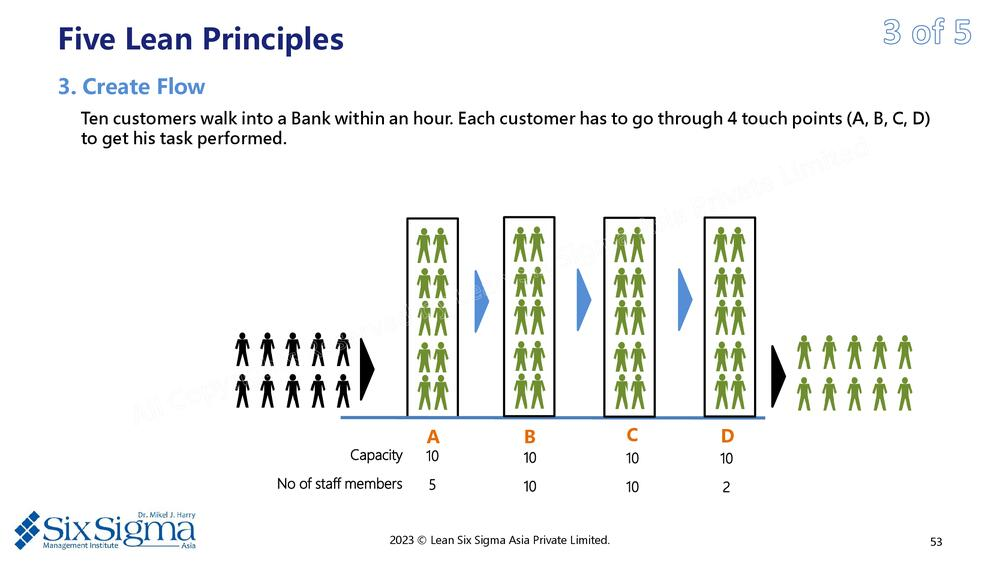 Five Lean Principles
3 of 5
3. Create Flow
Ten customers walk into a Bank within an hour. Each customer has to go through 4 touch points (A, B, C, D)
to get his task performed.
A B C D
Capacity 10 10 10 10
No of staff members 5 10 10 2
Dr. Mikel J. Harry
SixSigma
Management Institute Asia
2023 © Lean Six Sigma Asia Private Limited.
53